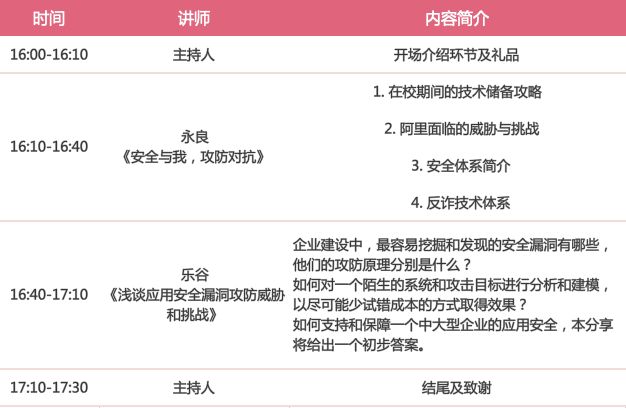 时间 讲师 内容简介
16:00-16:10 主持人 开场介绍环节及礼品
16:10-16:40
永良
《安全与我，攻防对抗》
1. 在校期间的技术储备攻略
2. 阿里面临的威胁与挑战
3. 安全体系简介
4. 反诈技术体系
16:40-17:10
乐谷
《浅谈应用安全漏洞攻防威胁
和挑战》
企业建设中，最容易挖掘和发现的安全漏洞有哪些，
他们的攻防原理分别是什么？
如何对一个陌生的系统和攻击目标进行分析和建模，
以尽可能少试错成本的方式取得效果？
如何支持和保障一个中大型企业的应用安全，本分享
将给出一个初步答案。
17:10-17:30 主持人 结尾及致谢